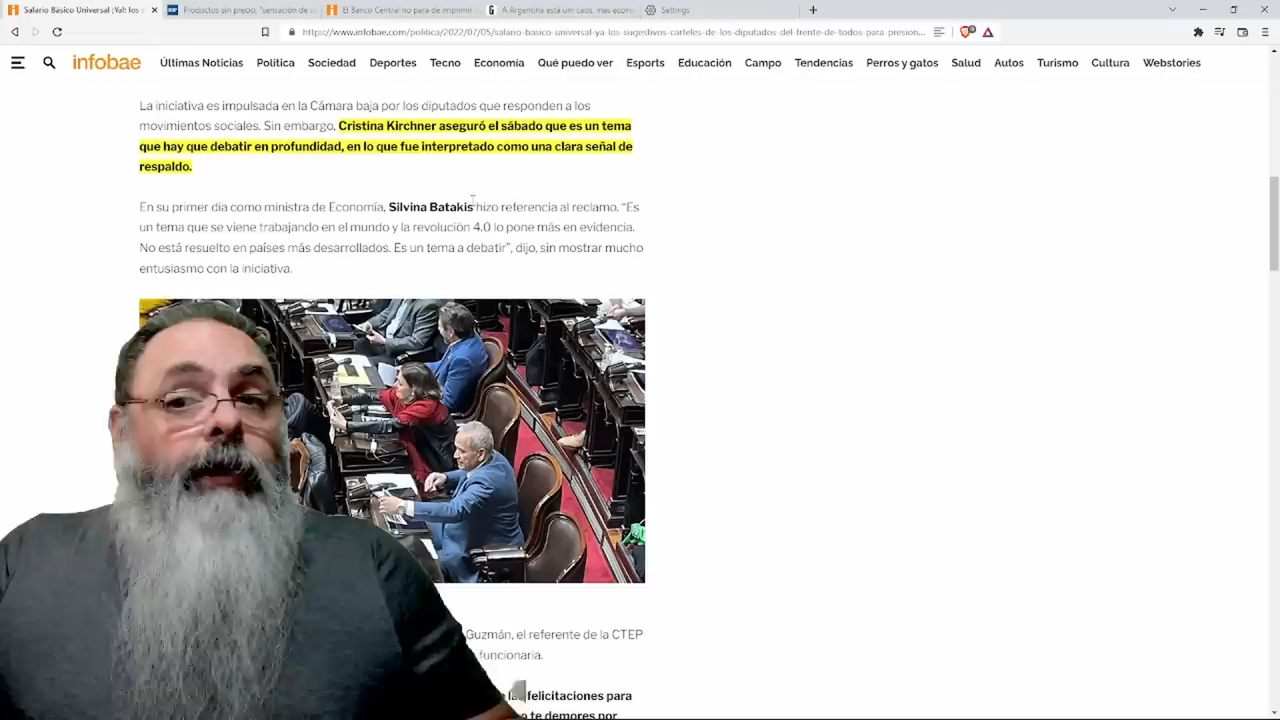 Salario Básico Universal ¡Ya!: los s
Productos sin precio, "sensación de c
El Banco Central no para de imprimir
A Argentina está um caos, mas econo
Settings
https://www.infobae.com/politica/2022/07/05/salario-basico-universal-ya-los-sugestivos-carteles-de-los-diputados-del-frente-de-todos-para-presion...
infobae
Últimas Noticias
Política
Sociedad
Deportes
Tecno
Economía
Qué puedo ver
Esports
Educación
Campo
Tendencias
Perros y gatos
Salud
Autos
Turismo
Cultura
Webstories
La iniciativa es impulsada en la Cámara baja por los diputados que responden a los
movimientos sociales. Sin embargo, Cristina Kirchner aseguró el sábado que es un tema
que hay que debatir en profundidad, en lo que fue interpretado como una clara señal de
respaldo.
En su primer día como ministra de Economía, Silvina Batakis hizo referencia al reclamo. “Es
un tema que se viene trabajando en el mundo y la revolución 4.0 lo pone más en evidencia.
No está resuelto en países más desarrollados. Es un tema a debatir”, dijo, sin mostrar mucho
entusiasmo con la iniciativa.
Guzmán, el referente de la CTEP
funcionaria.
felicitaciones para
te demores por